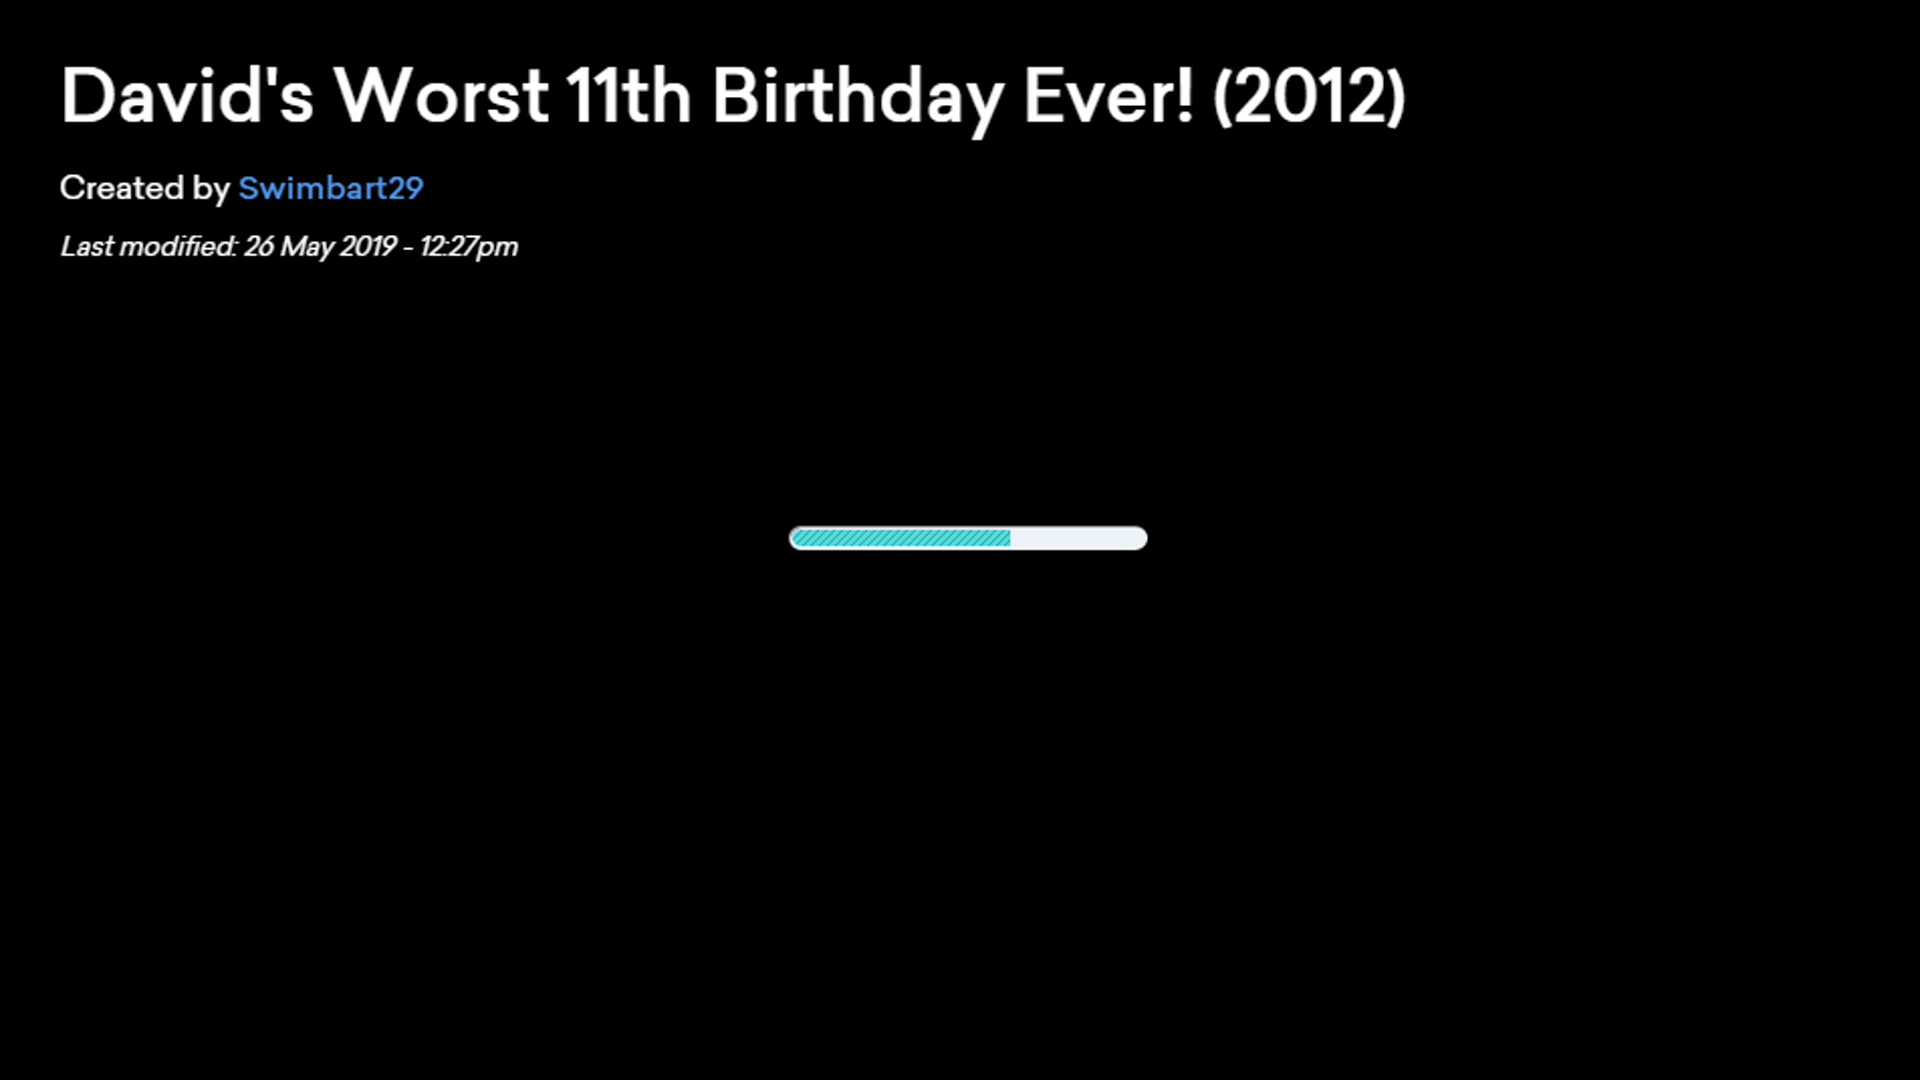 David's Worst 11th Birthday Ever! (2012)
Created by Swimbart29
Last modified: 26 May 2019 - 12:27pm